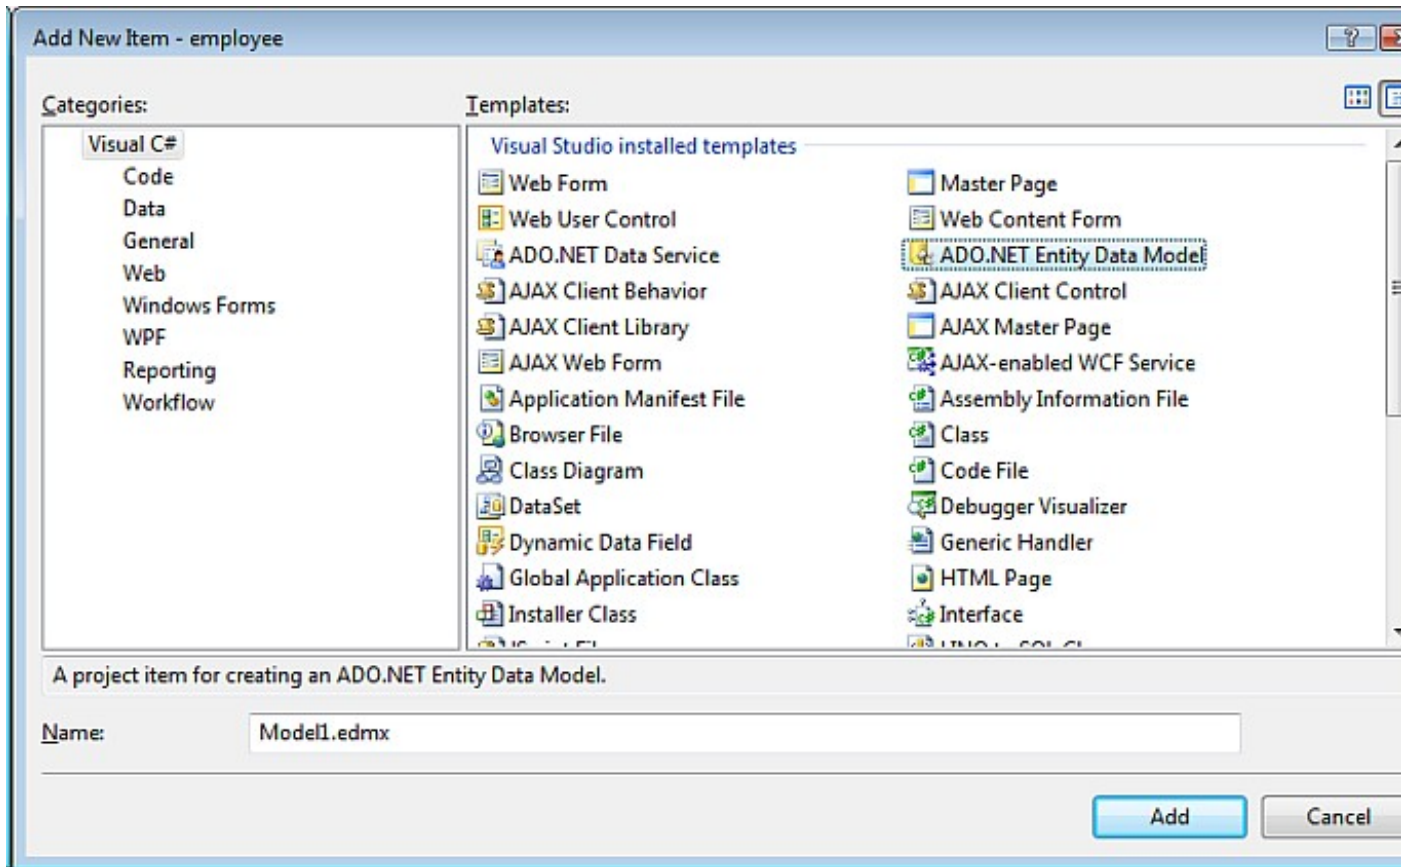 Add New Item - employee
Categories:
Templates:
Visual C#
Code
Data
General
Web
Windows Forms
WPF
Reporting
Workflow
Visual Studio installed templates
Web Form
Master Page
Web User Control
Web Content Form
ADO.NET Data Service
ADO.NET Entity Data Model
AJAX Client Behavior
AJAX Client Control
AJAX Client Library
AJAX Master Page
AJAX Web Form
AJAX-enabled WCF Service
Application Manifest File
Assembly Information File
Browser File
Class
Class Diagram
Code File
DataSet
Debugger Visualizer
Dynamic Data Field
Generic Handler
Global Application Class
HTML Page
Installer Class
Interface
A project item for creating an ADO.NET Entity Data Model.
Name:
Model1.edmx
Add
Cancel